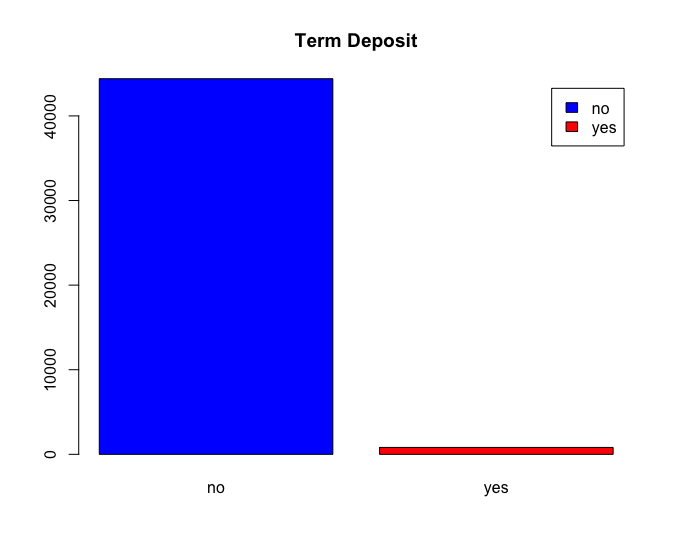 Term Deposit
no
yes
40000
30000
20000
10000
0
no
yes